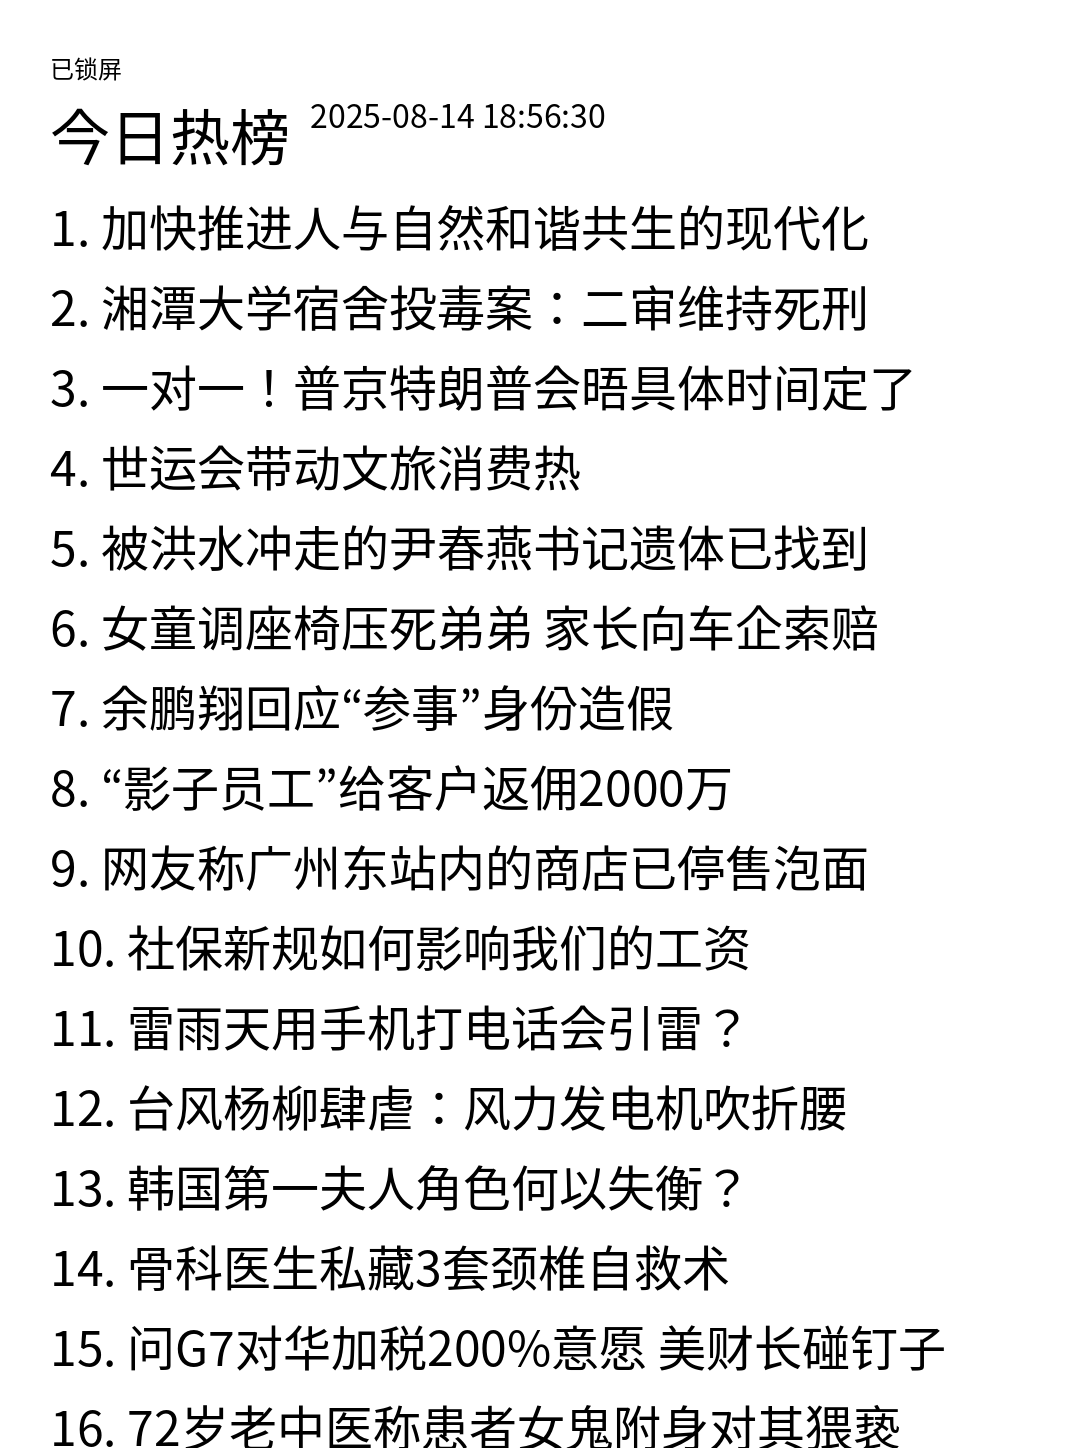 已锁屏
今日热榜 2025-08-14 18:56:30
1. 加快推进人与自然和谐共生的现代化
2. 湘潭大学宿舍投毒案：二审维持死刑
3. 一对一！普京特朗普会晤具体时间定了
4. 世运会带动文旅消费热
5. 被洪水冲走的尹春燕书记遗体已找到
6. 女童调座椅压死弟弟 家长向车企索赔
7. 余鹏翔回应“参事”身份造假
8. “影子员工”给客户返佣2000万
9. 网友称广州东站内的商店已停售泡面
10. 社保新规如何影响我们的工资
11. 雷雨天用手机打电话会引雷？
12. 台风杨柳肆虐：风力发电机吹折腰
13. 韩国第一夫人角色何以失衡？
14. 骨科医生私藏3套颈椎自救术
15. 问G7对华加税200%意愿 美财长碰钉子
16. 72岁老中医称患者女鬼附身对其猥亵